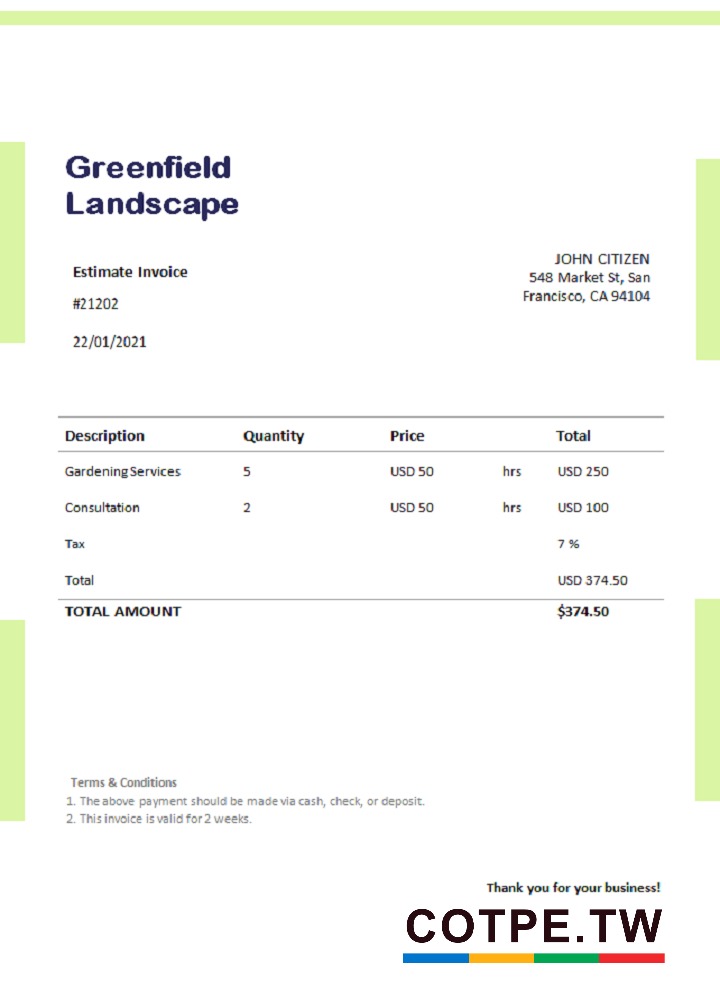 Greenfield
Landscape
JOHN CITIZEN
548 Market St, San
Francisco, CA 94104
Estimate Invoice
#21202
22/01/2021
Description Quantity Price Total
Gardening Services 5 USD 50 hrs USD 250
Consultation 2 USD 50 hrs USD 100
Tax 7 %
Total USD 374.50
TOTAL AMOUNT $374.50
Terms & Conditions
1. The above payment should be made via cash, check, or deposit.
2. This invoice is valid for 2 weeks.
Thank you for your business!
COTPE.TW